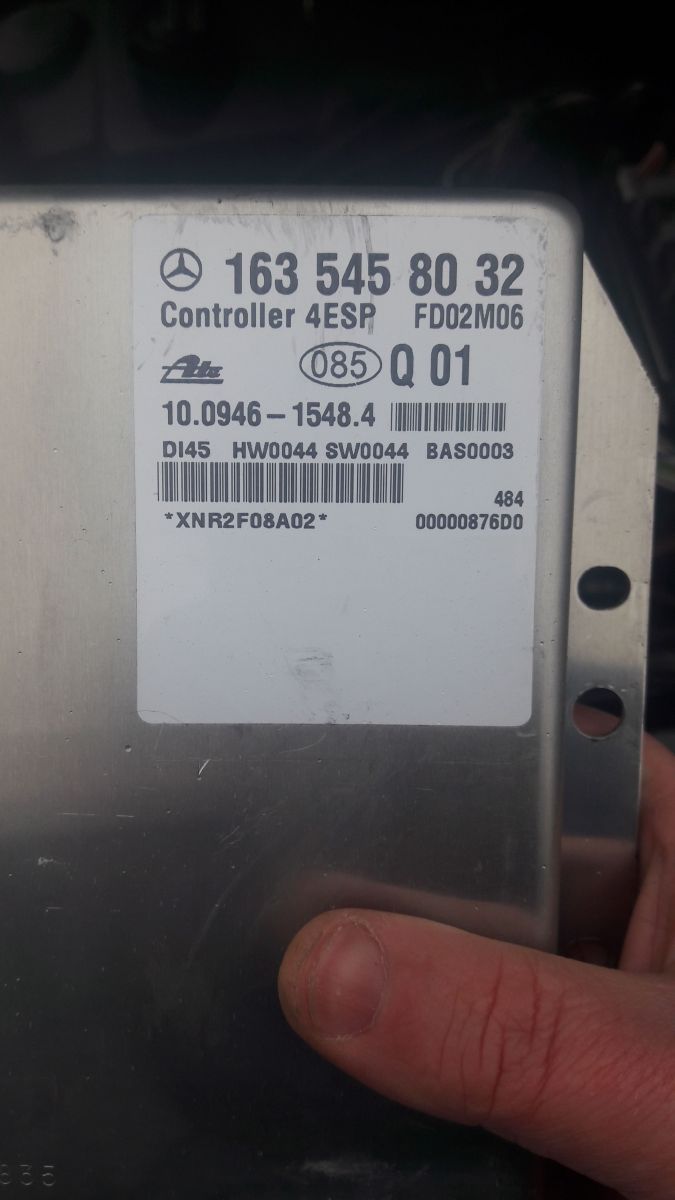 163 545 80 32
Controller 4ESP FD02M06
Ate 085 Q 01
10.0946-1548.4
DI45 HW0044 SW0044 BAS0003
484
*XNR2F08A02* 00000876D0